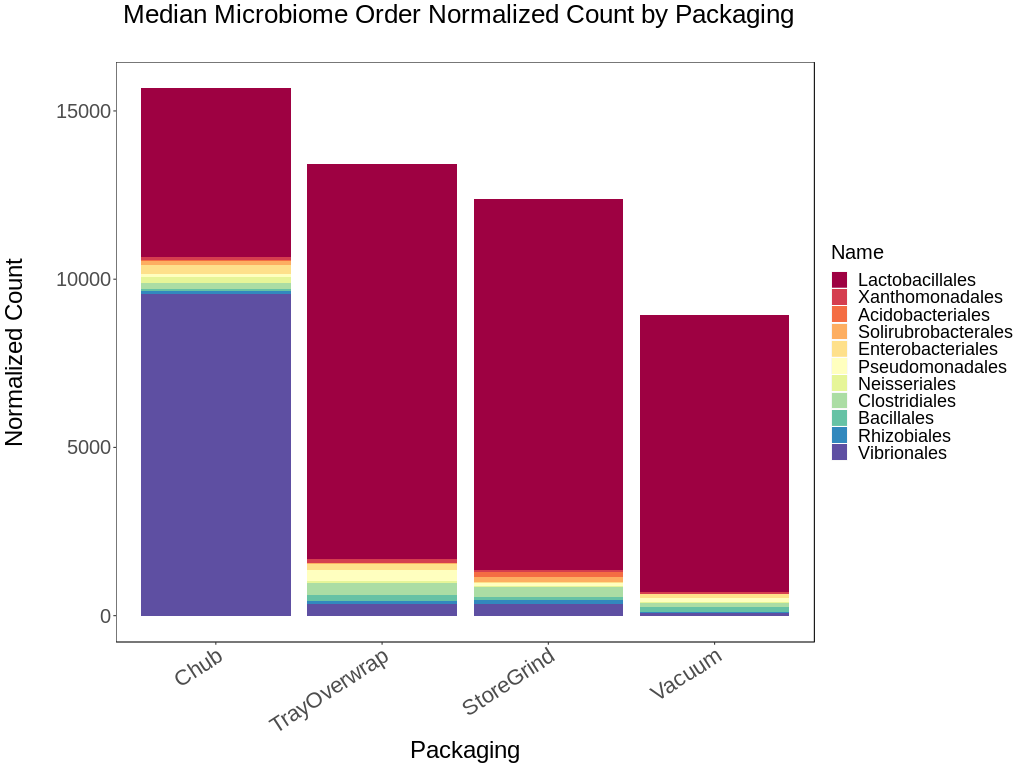 Median Microbiome Order Normalized Count by Packaging
Normalized Count
15000
10000
5000
0
Chub
TrayOverwrap
StoreGrind
Vacuum
Packaging
Name
Lactobacillales
Xanthomonadales
Acidobacteriales
Solirubrobacterales
Enterobacteriales
Pseudomonadales
Neisseriales
Clostridiales
Bacillales
Rhizobiales
Vibrionales